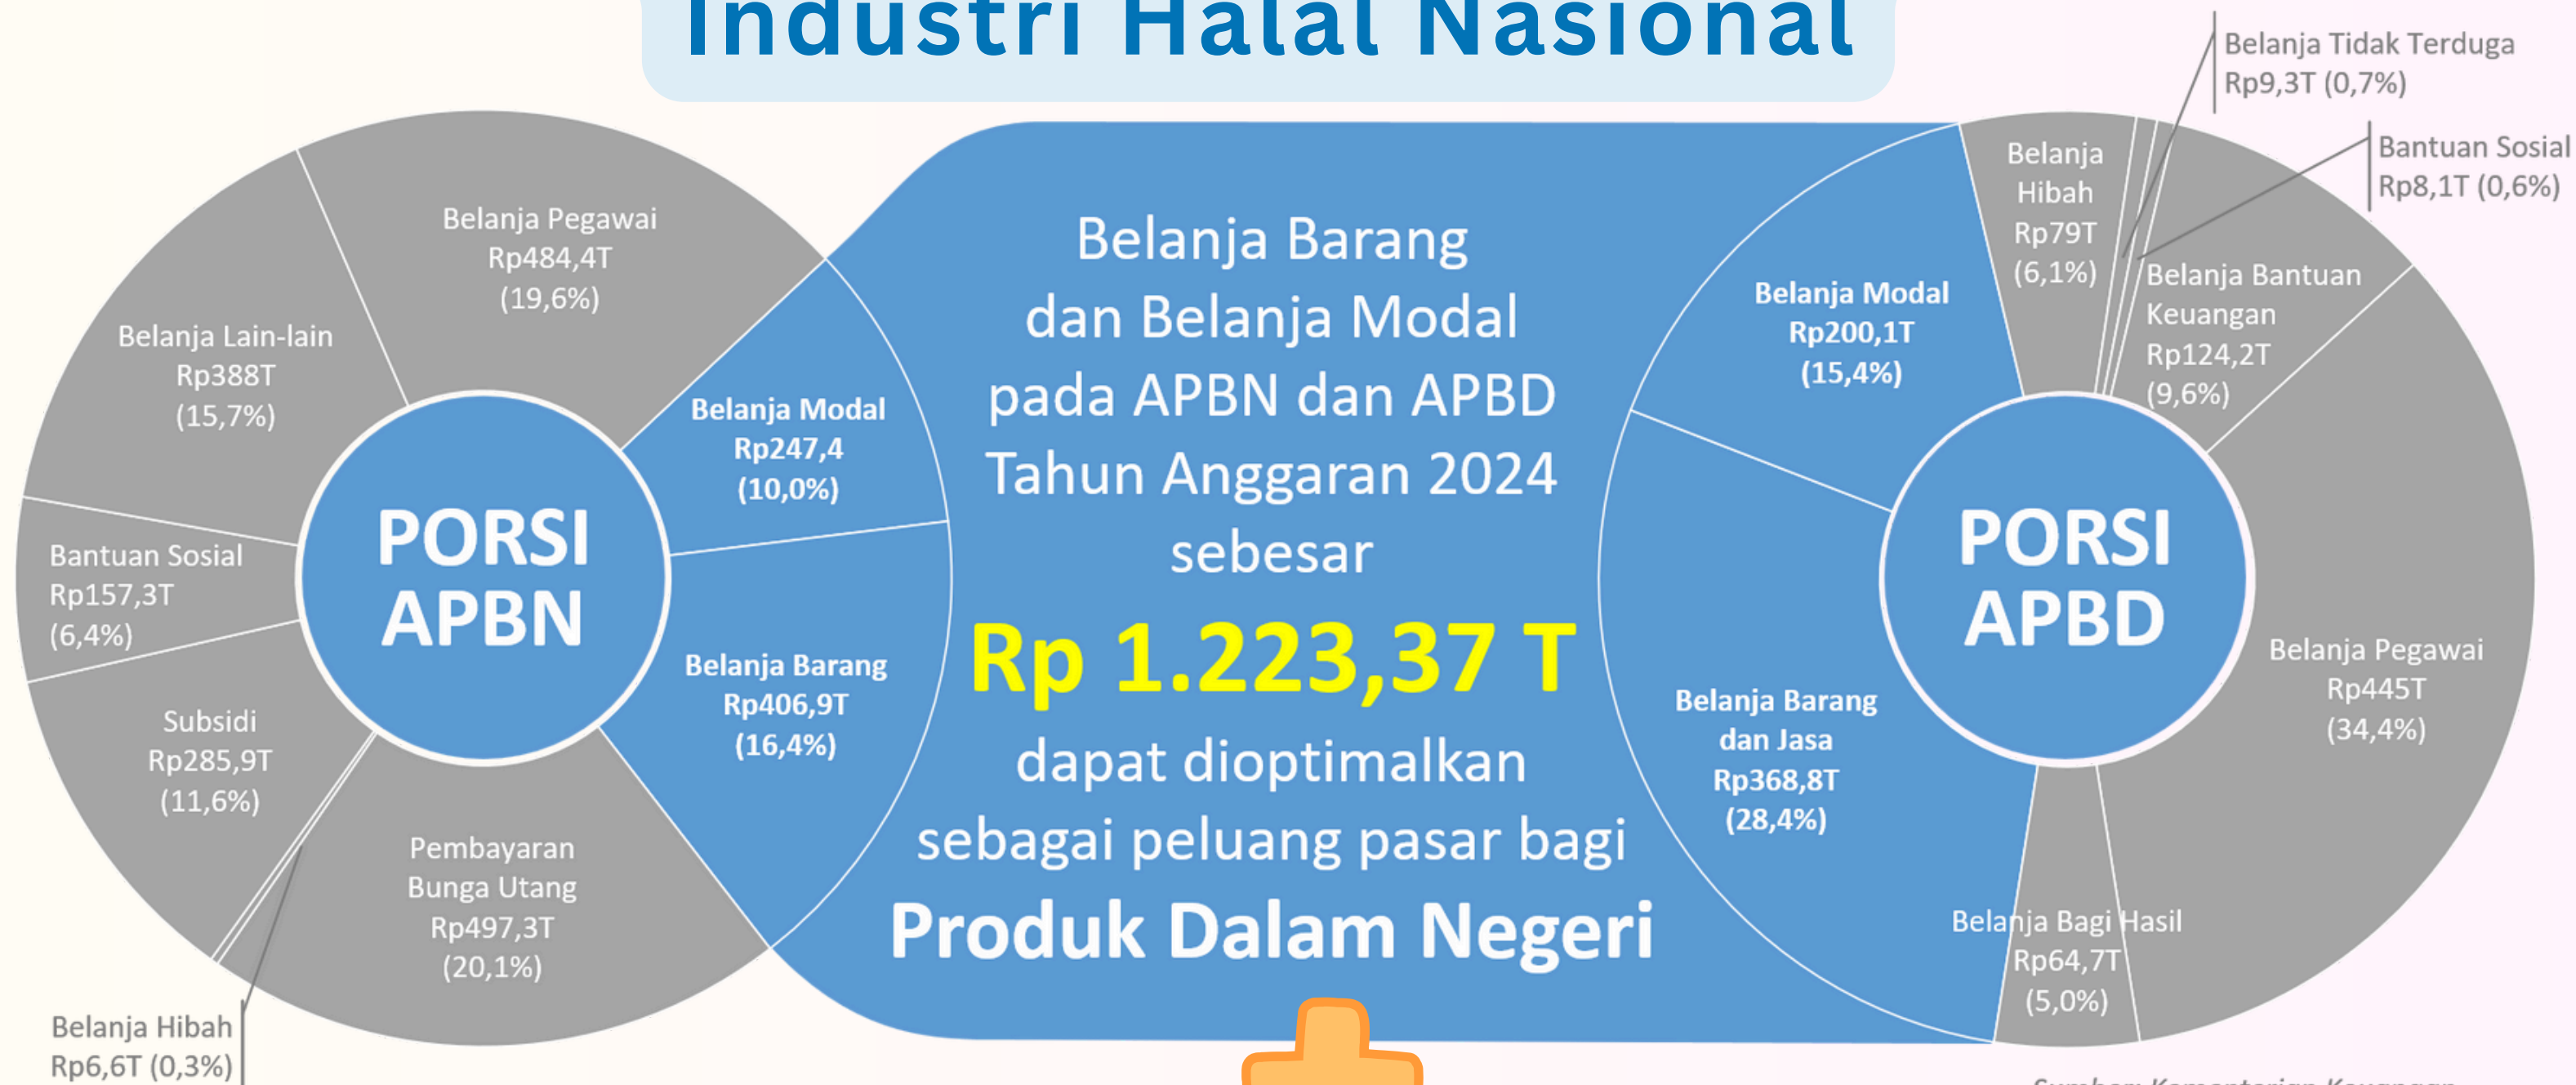 Industri Halal Nasional
Belanja Pegawai
Rp484,4T
(19,6%)
Belanja Lain-lain
Rp388T
(15,7%)
Bantuan Sosial
Rp157,3T
(6,4%)
Subsidi
Rp285,9T
(11,6%)
Belanja Hibah
Rp6,6T (0,3%)
Pembayaran
Bunga Utang
Rp497,3T
(20,1%)
Belanja Modal
Rp247,4
(10,0%)
Belanja Barang
Rp406,9T
(16,4%)
PORSI
APBN
Belanja Barang
dan Belanja Modal
pada APBN dan APBD
Tahun Anggaran 2024
sebesar
Rp 1.223,37 T
dapat dioptimalkan
sebagai peluang pasar bagi
Produk Dalam Negeri
Belanja Modal
Rp200,1T
(15,4%)
Belanja Barang
dan Jasa
Rp368,8T
(28,4%)
PORSI
APBD
Belanja
Hibah
Rp79T
(6,1%)
Belanja Tidak Terduga
Rp9,3T (0,7%)
Bantuan Sosial
Rp8,1T (0,6%)
Belanja Bantuan
Keuangan
Rp124,2T
(9,6%)
Belanja Pegawai
Rp445T
(34,4%)
Belanja Bagi Hasil
Rp64,7T
(5,0%)
Sumber: Kementerian Keuangan